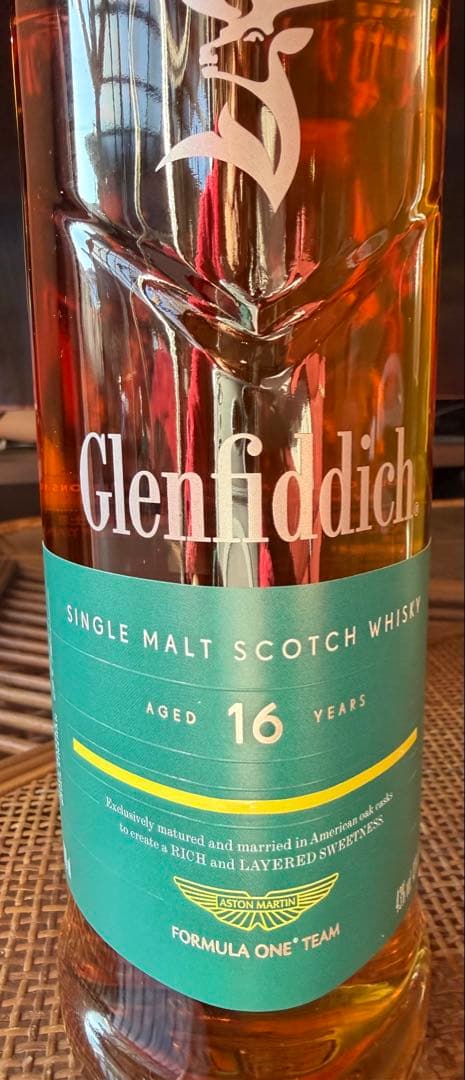 Glenfiddich
SINGLE MALT SCOTCH WHISKY
AGED 16 YEARS
Exclusively matured and married in American oak casks
to create a RICH and LAYERED SWEETNESS
ASTON MARTIN
FORMULA ONE® TEAM